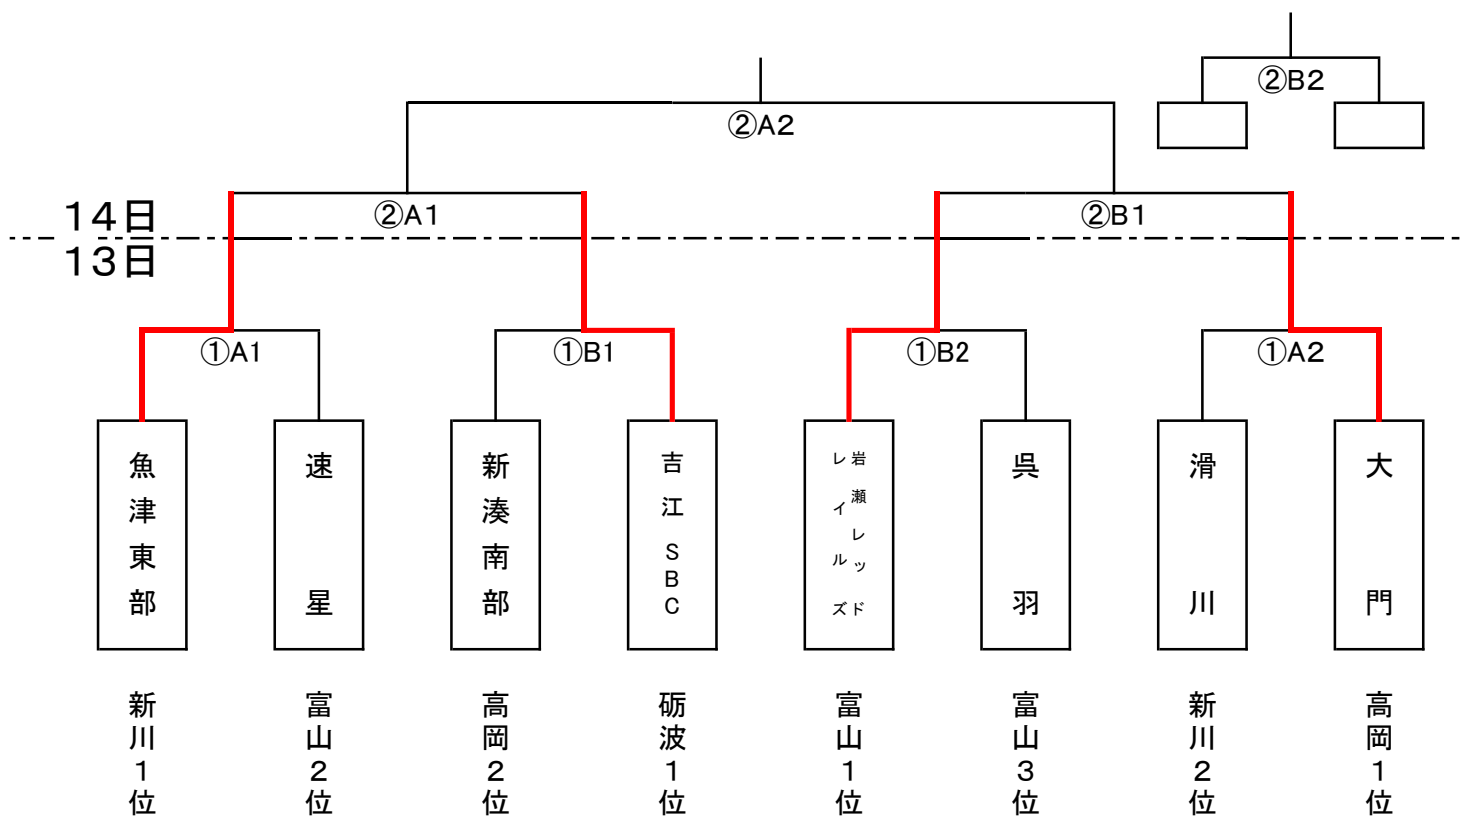 ②B2
②A2
14日
②A1
②B1
13日
①A1
①B1
①B2
①A2
魚津東部
速星
新湊南部
吉江SBC
岩瀬レッド
レイルズ
呉羽
滑川
大門
新川1位
富山2位
高岡2位
砺波1位
富山1位
富山3位
新川2位
高岡1位